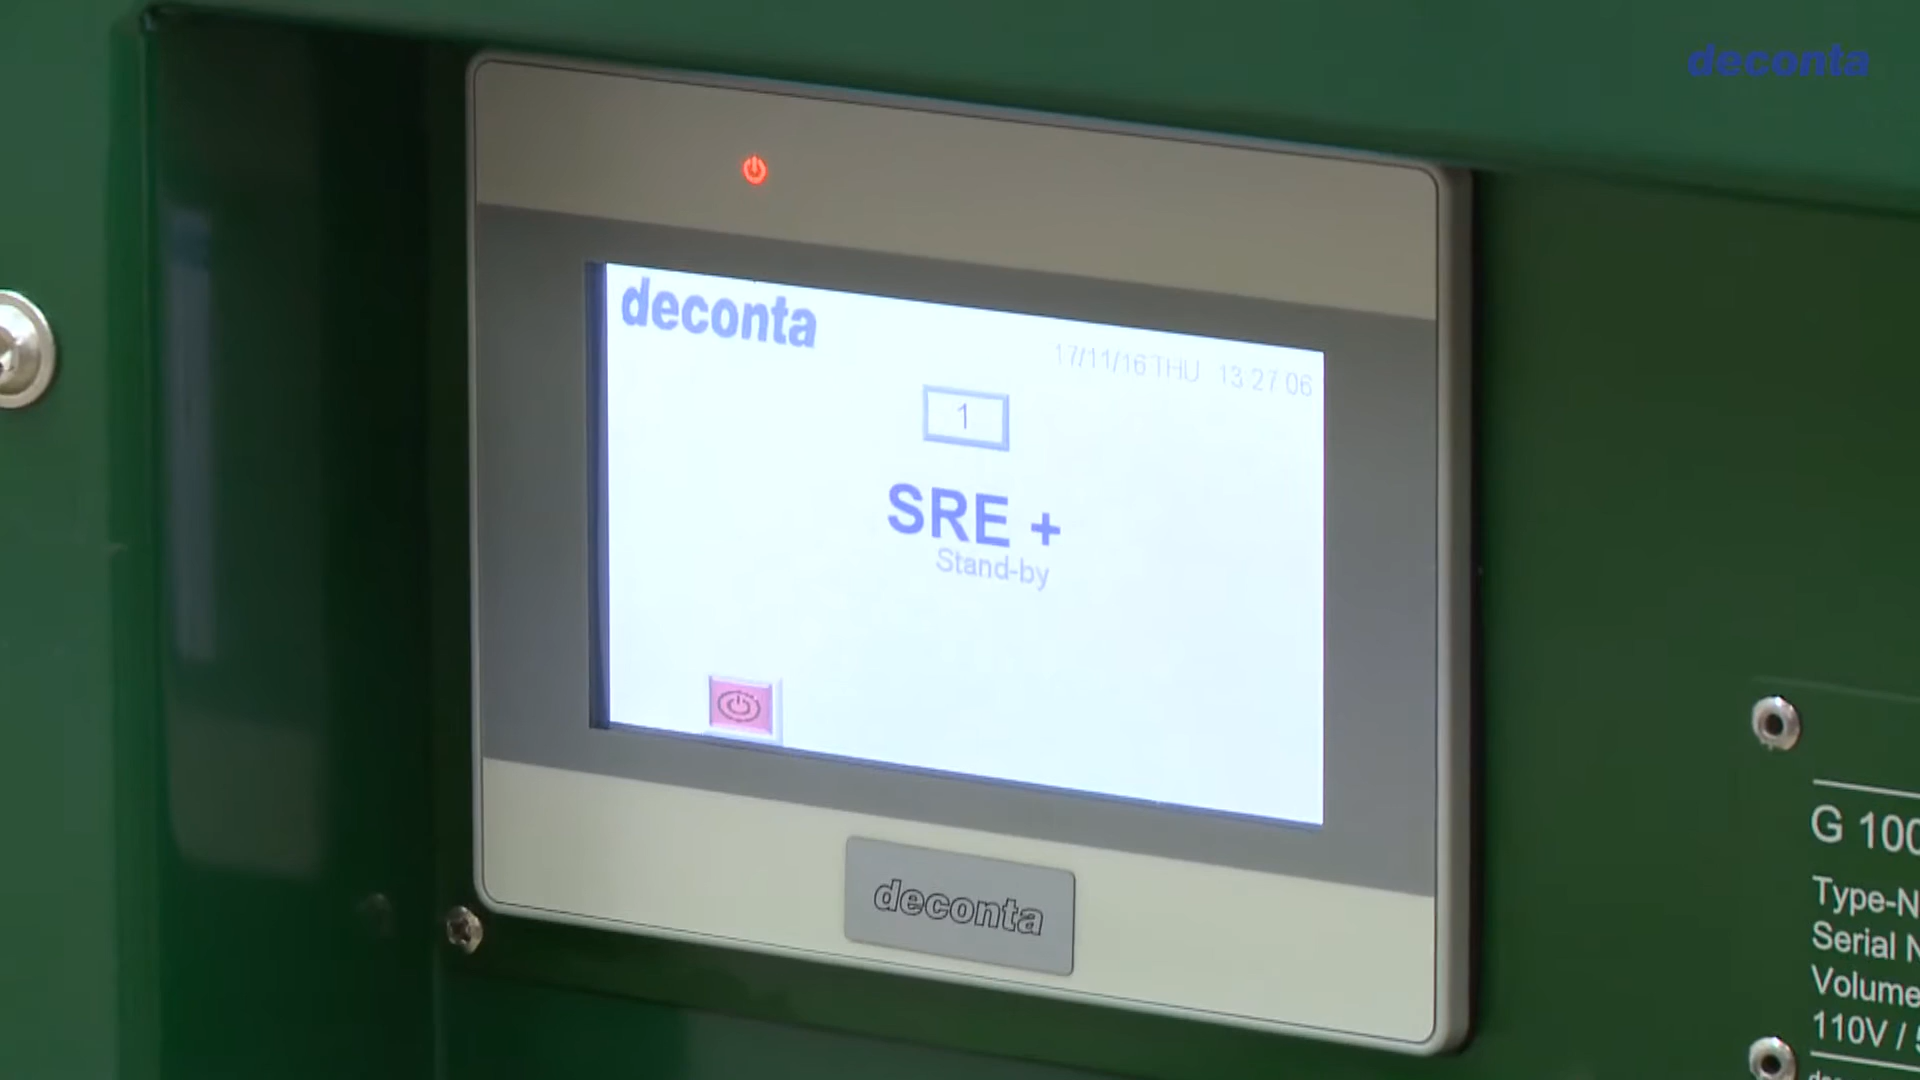 deconta
deconta
17/11/16 THU 13:27:06
1
SRE +
Stand-by
deconta
G 100
Type-N
Serial N
Volume
110V /